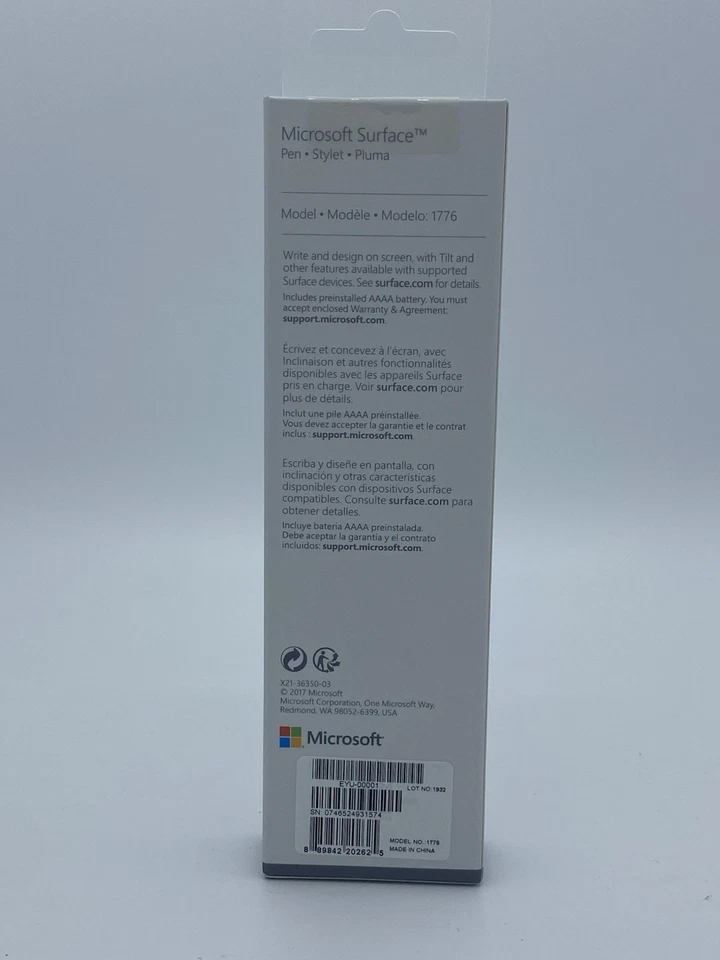 Microsoft Surface™
Pen • Stylet • Pluma
Model • Modèle • Modelo: 1776
Write and design on screen, with Tilt and
other features available with supported
Surface devices. See surface.com for details.
Includes preinstalled AAAA battery. You must
accept enclosed Warranty & Agreement:
support.microsoft.com.
Écrivez et concevez à l'écran, avec
Inclinaison et autres fonctionnalités
disponibles avec les appareils Surface
pris en charge. Voir surface.com pour
plus de détails.
Inclut une pile AAAA préinstallée.
Vous devez accepter la garantie et le contrat
inclus : support.microsoft.com.
Escriba y diseñe en pantalla, con
inclinación y otras características
disponibles con dispositivos Surface
compatibles. Consulte surface.com para
obtener detalles.
Incluye batería AAAA preinstalada.
Debe aceptar la garantía y el contrato
incluidos: support.microsoft.com.
X21-36350-03
© 2017 Microsoft
Microsoft Corporation, One Microsoft Way,
Redmond, WA 98052-6399, USA
Microsoft
EYU-00001
LOT NO:1932
SN 0746524931574
8 89842 20262 5
MODEL NO.: 1776
MADE IN CHINA